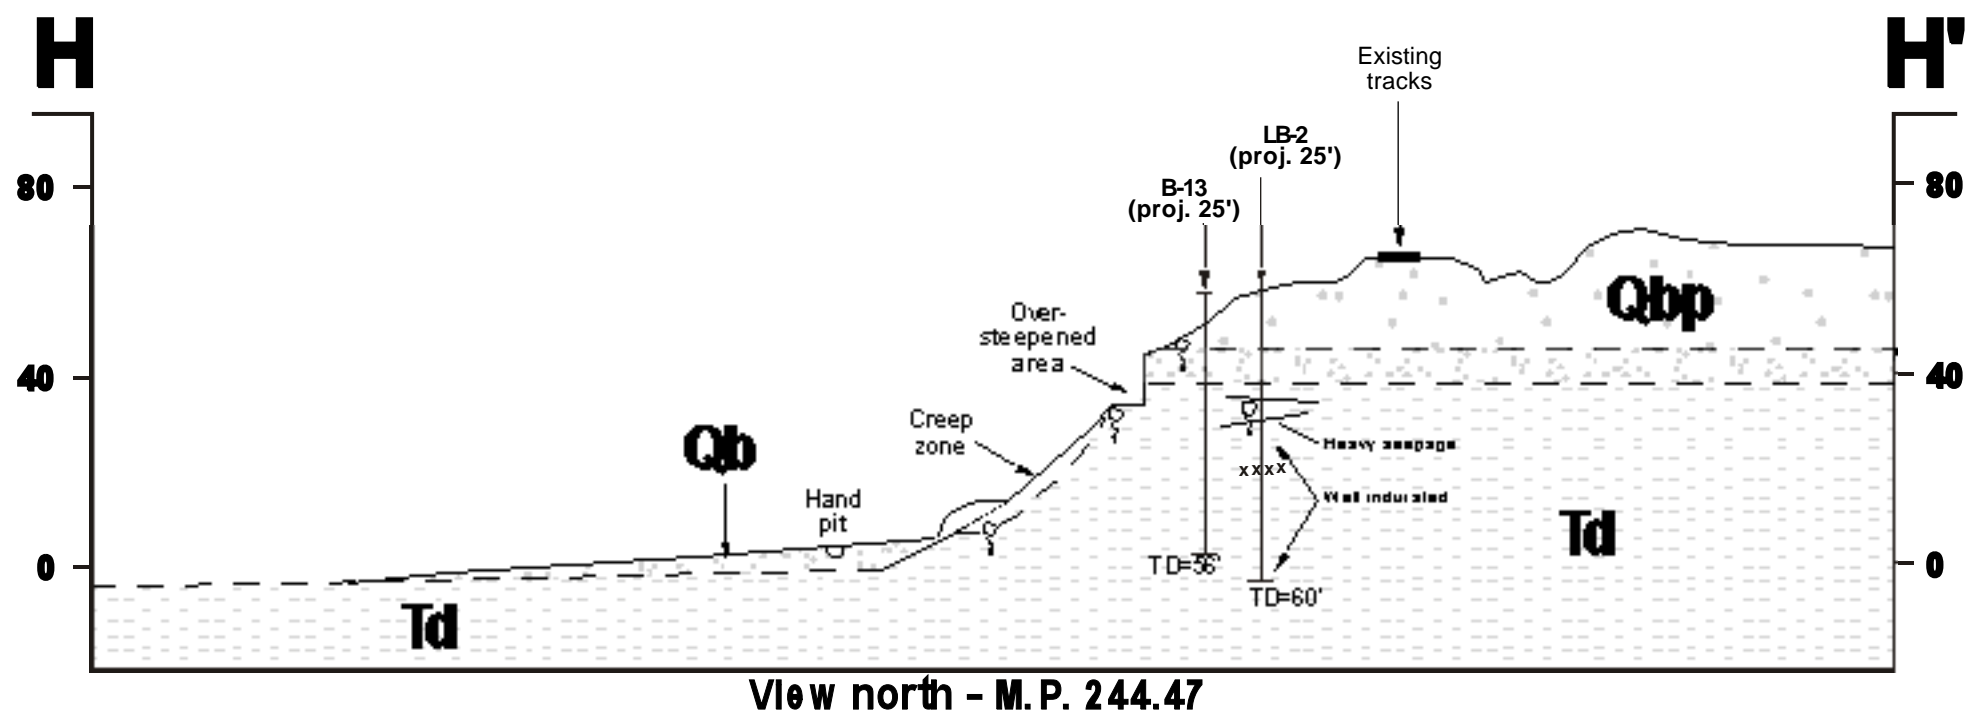 H
H'
Existing
tracks
LB-2
(proj. 25')
B-13
(proj. 25')
80
80
Over-
steepened
area
Qbp
40
40
Creep
zone
Qb
Heavy seepage
xxxx
Hand
pit
Well indurated
Td
TD=56'
0
0
TD=60'
Td
View north - M.P. 244.47